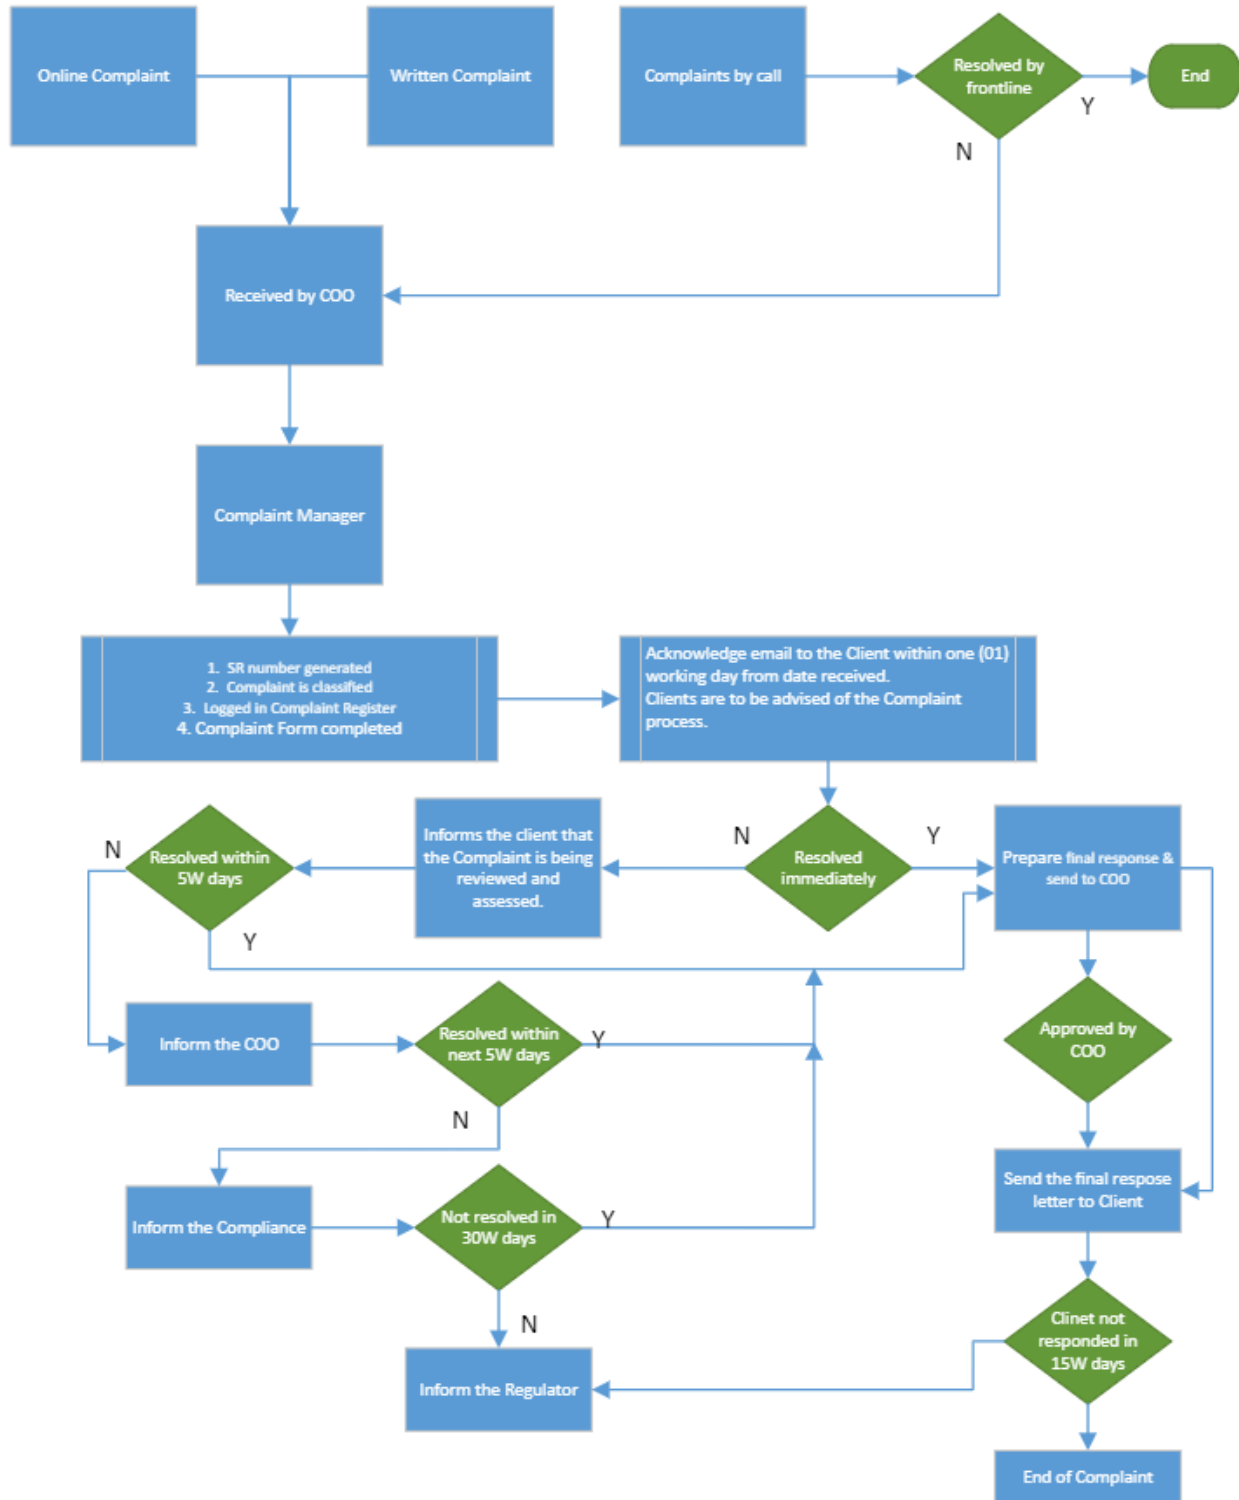 Online Complaint
Written Complaint
Complaints by call
Resolved by
frontline
End
Y
N
Received by COO
Complaint Manager
1. SR number generated
2. Complaint is classified
3. Logged in Complaint Register
4. Complaint Form completed
Acknowledge email to the Client within one (01)
working day from date received.
Clients are to be advised of the Complaint
process.
N
Resolved within
5W days
Y
Informs the client that
the Complaint is being
reviewed and
assessed.
N
Resolved
immediately
Y
Prepare final response &
send to COO
Inform the COO
Resolved within
next 5W days
Y
N
Approved by
COO
Inform the Compliance
Not resolved in
30W days
Y
N
Send the final respose
letter to Client
Inform the Regulator
Clinet not
responded in
15W days
End of Complaint